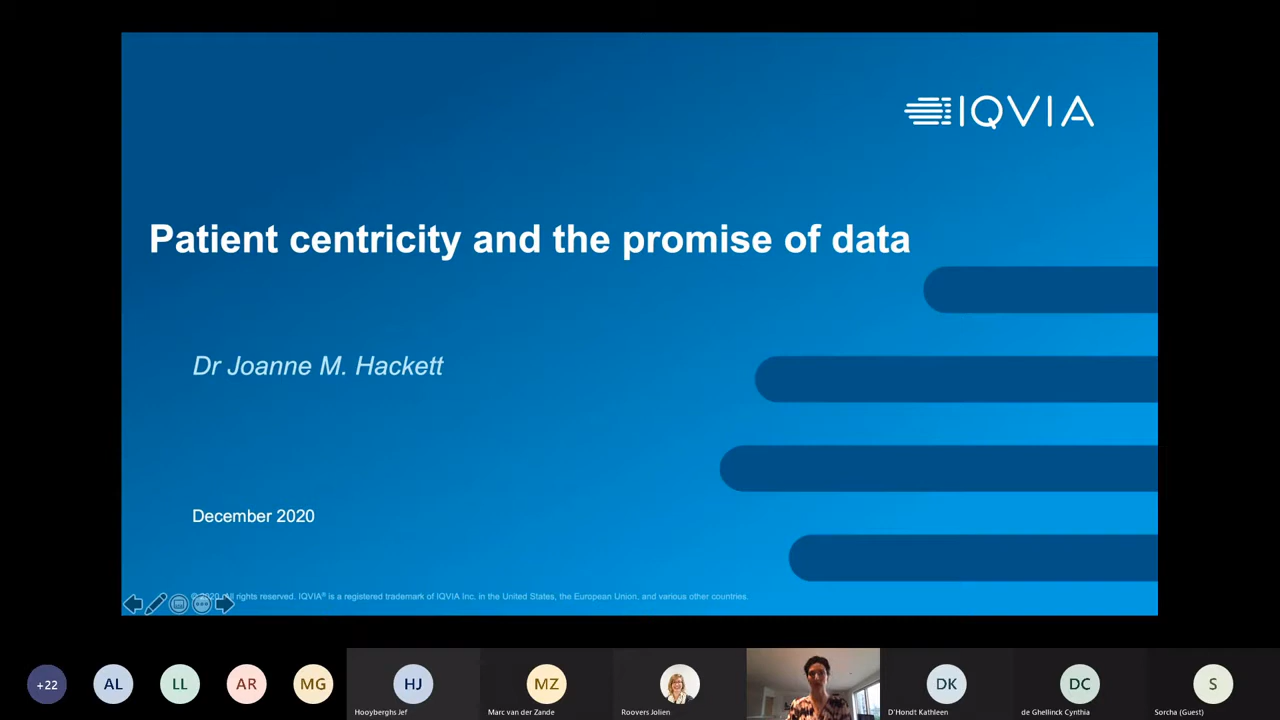 IQVIA
Patient centricity and the promise of data
Dr Joanne M. Hackett
December 2020
© 2020. All rights reserved. IQVIA® is a registered trademark of IQVIA Inc. in the United States, the European Union, and various other countries.
+22
AL
LL
AR
MG
HJ
MZ
DK
DC
S
Hooyberghs Jef
Marc van der Zande
Roovers Jolien
D'Hondt Kathleen
de Ghellinck Cynthia
Sorcha (Guest)